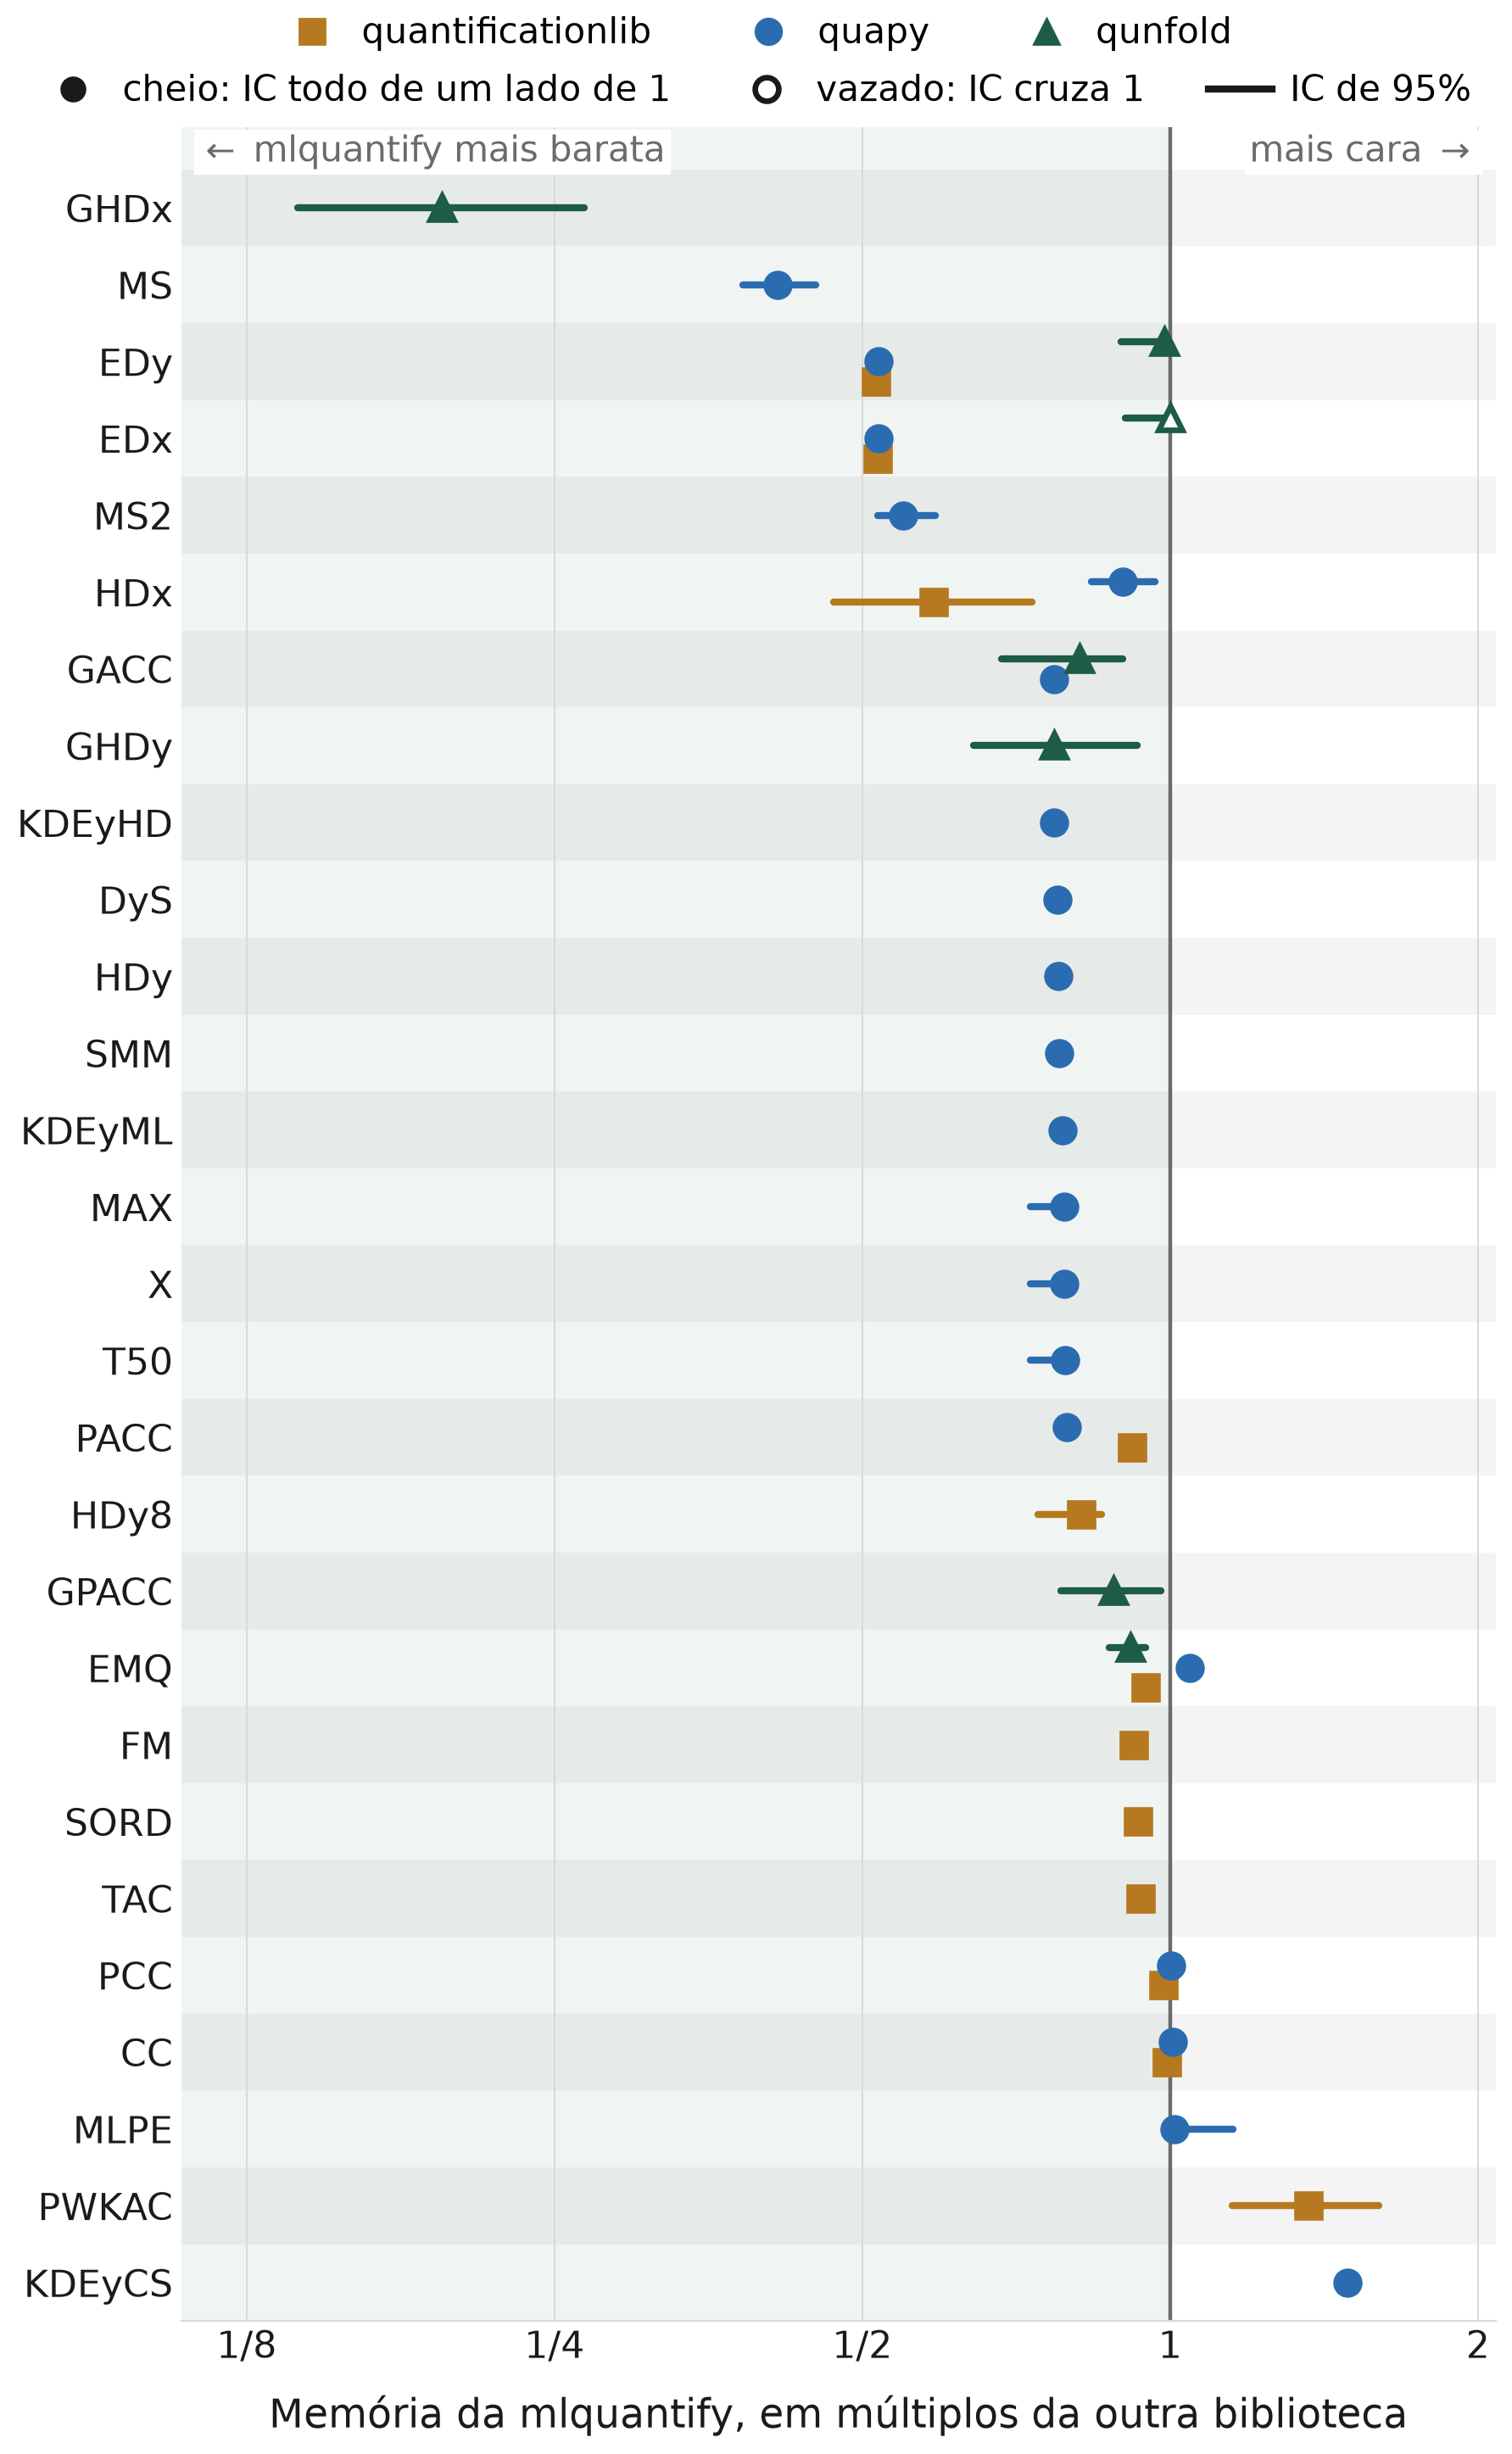 quantificationlib quapy qunfold
cheio: IC todo de um lado de 1 vazado: IC cruza 1 IC de 95%
← mlquantify mais barata mais cara →
GHDx
MS
EDy
EDx
MS2
HDx
GACC
GHDy
KDEyHD
DyS
HDy
SMM
KDEyML
MAX
X
T50
PACC
HDy8
GPACC
EMQ
FM
SORD
TAC
PCC
CC
MLPE
PWKAC
KDEyCS
1/8 1/4 1/2 1 2
Memória da mlquantify, em múltiplos da outra biblioteca